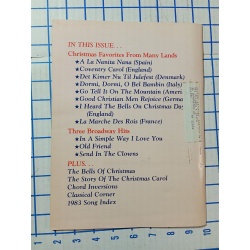 IN THIS ISSUE . . .
Christmas Favorites From Many Lands
★A La Nanita Nana (Spain)
★Coventry Carol (England)
★Det Kimer Nu Til Julefest (Denmark)
★Dormi, Dormi, O Bel Bambin (Italy)
★Go Tell It On The Mountain (Ameri
★Good Christian Men Rejoice (Germa
★I Heard The Bells On Christmas Day
(England)
★La Marche Des Rois (France)
Three Broadway Hits
★In A Simple Way I Love You
★Old Friend
★Send In The Clowns
PLUS . . .
The Bells Of Christmas
The Story Of The Christmas Carol
Chord Inversions
Classical Corner
1983 Song Index
10